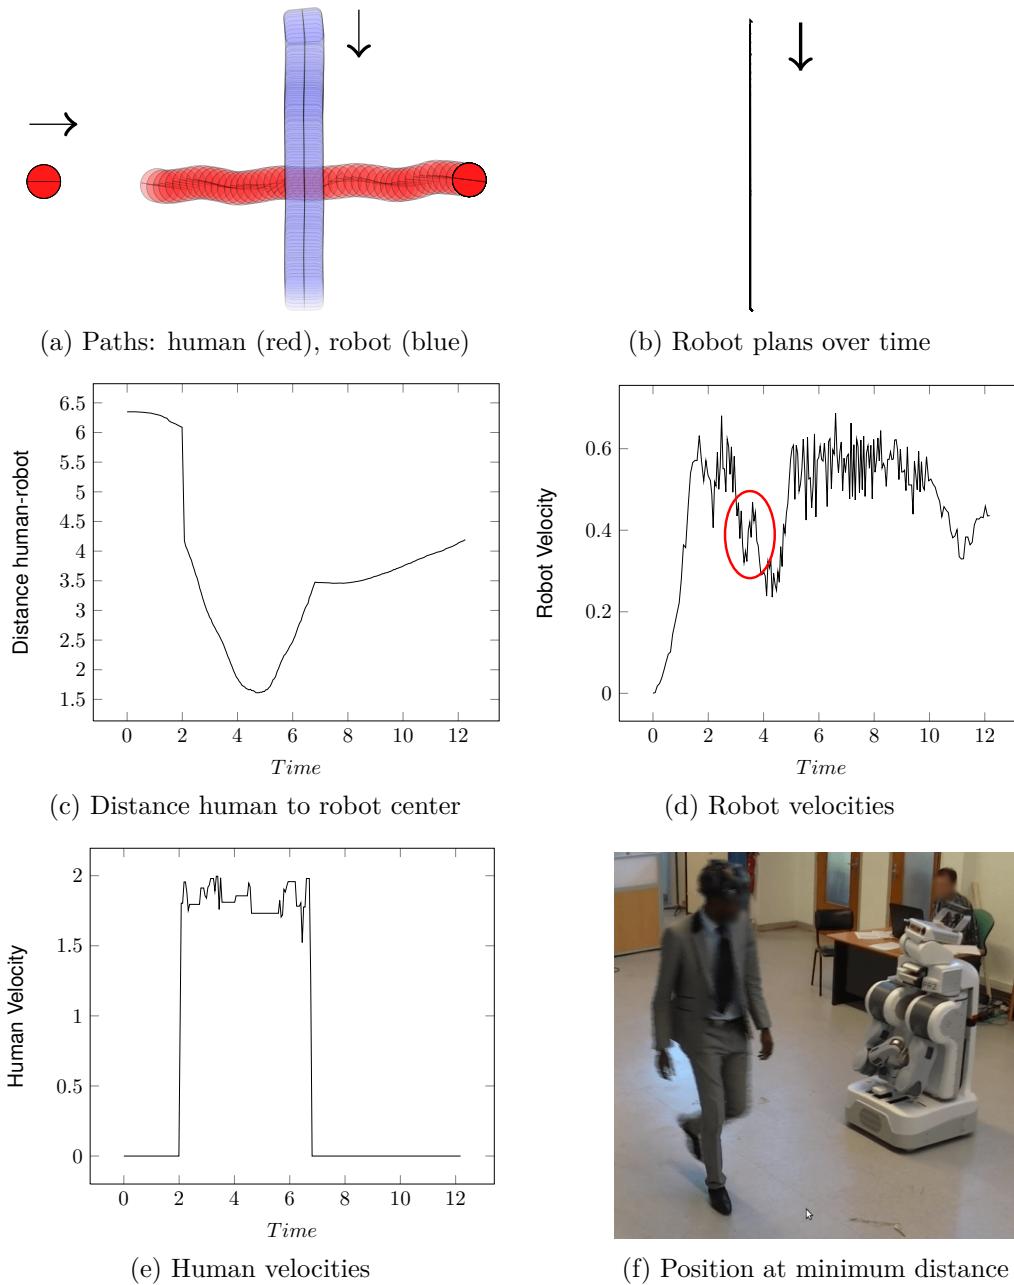 (a) Paths: human (red), robot (blue)
(b) Robot plans over time
Distance human-robot
6.5
6
5.5
5
4.5
4
3.5
3
2.5
2
1.5
0 2 4 6 8 10 12
Time
(c) Distance human to robot center
Robot Velocity
0.6
0.4
0.2
0
0 2 4 6 8 10 12
Time
(d) Robot velocities
Human Velocity
2
1.5
1
0.5
0
0 2 4 6 8 10 12
Time
(e) Human velocities
PR2
(f) Position at minimum distance